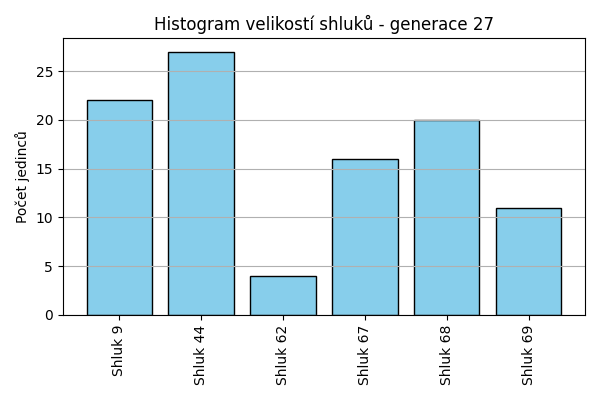 Histogram velikostí shluků - generace 27
Počet jedinců
25
20
15
10
5
0
Shluk 9
Shluk 44
Shluk 62
Shluk 67
Shluk 68
Shluk 69